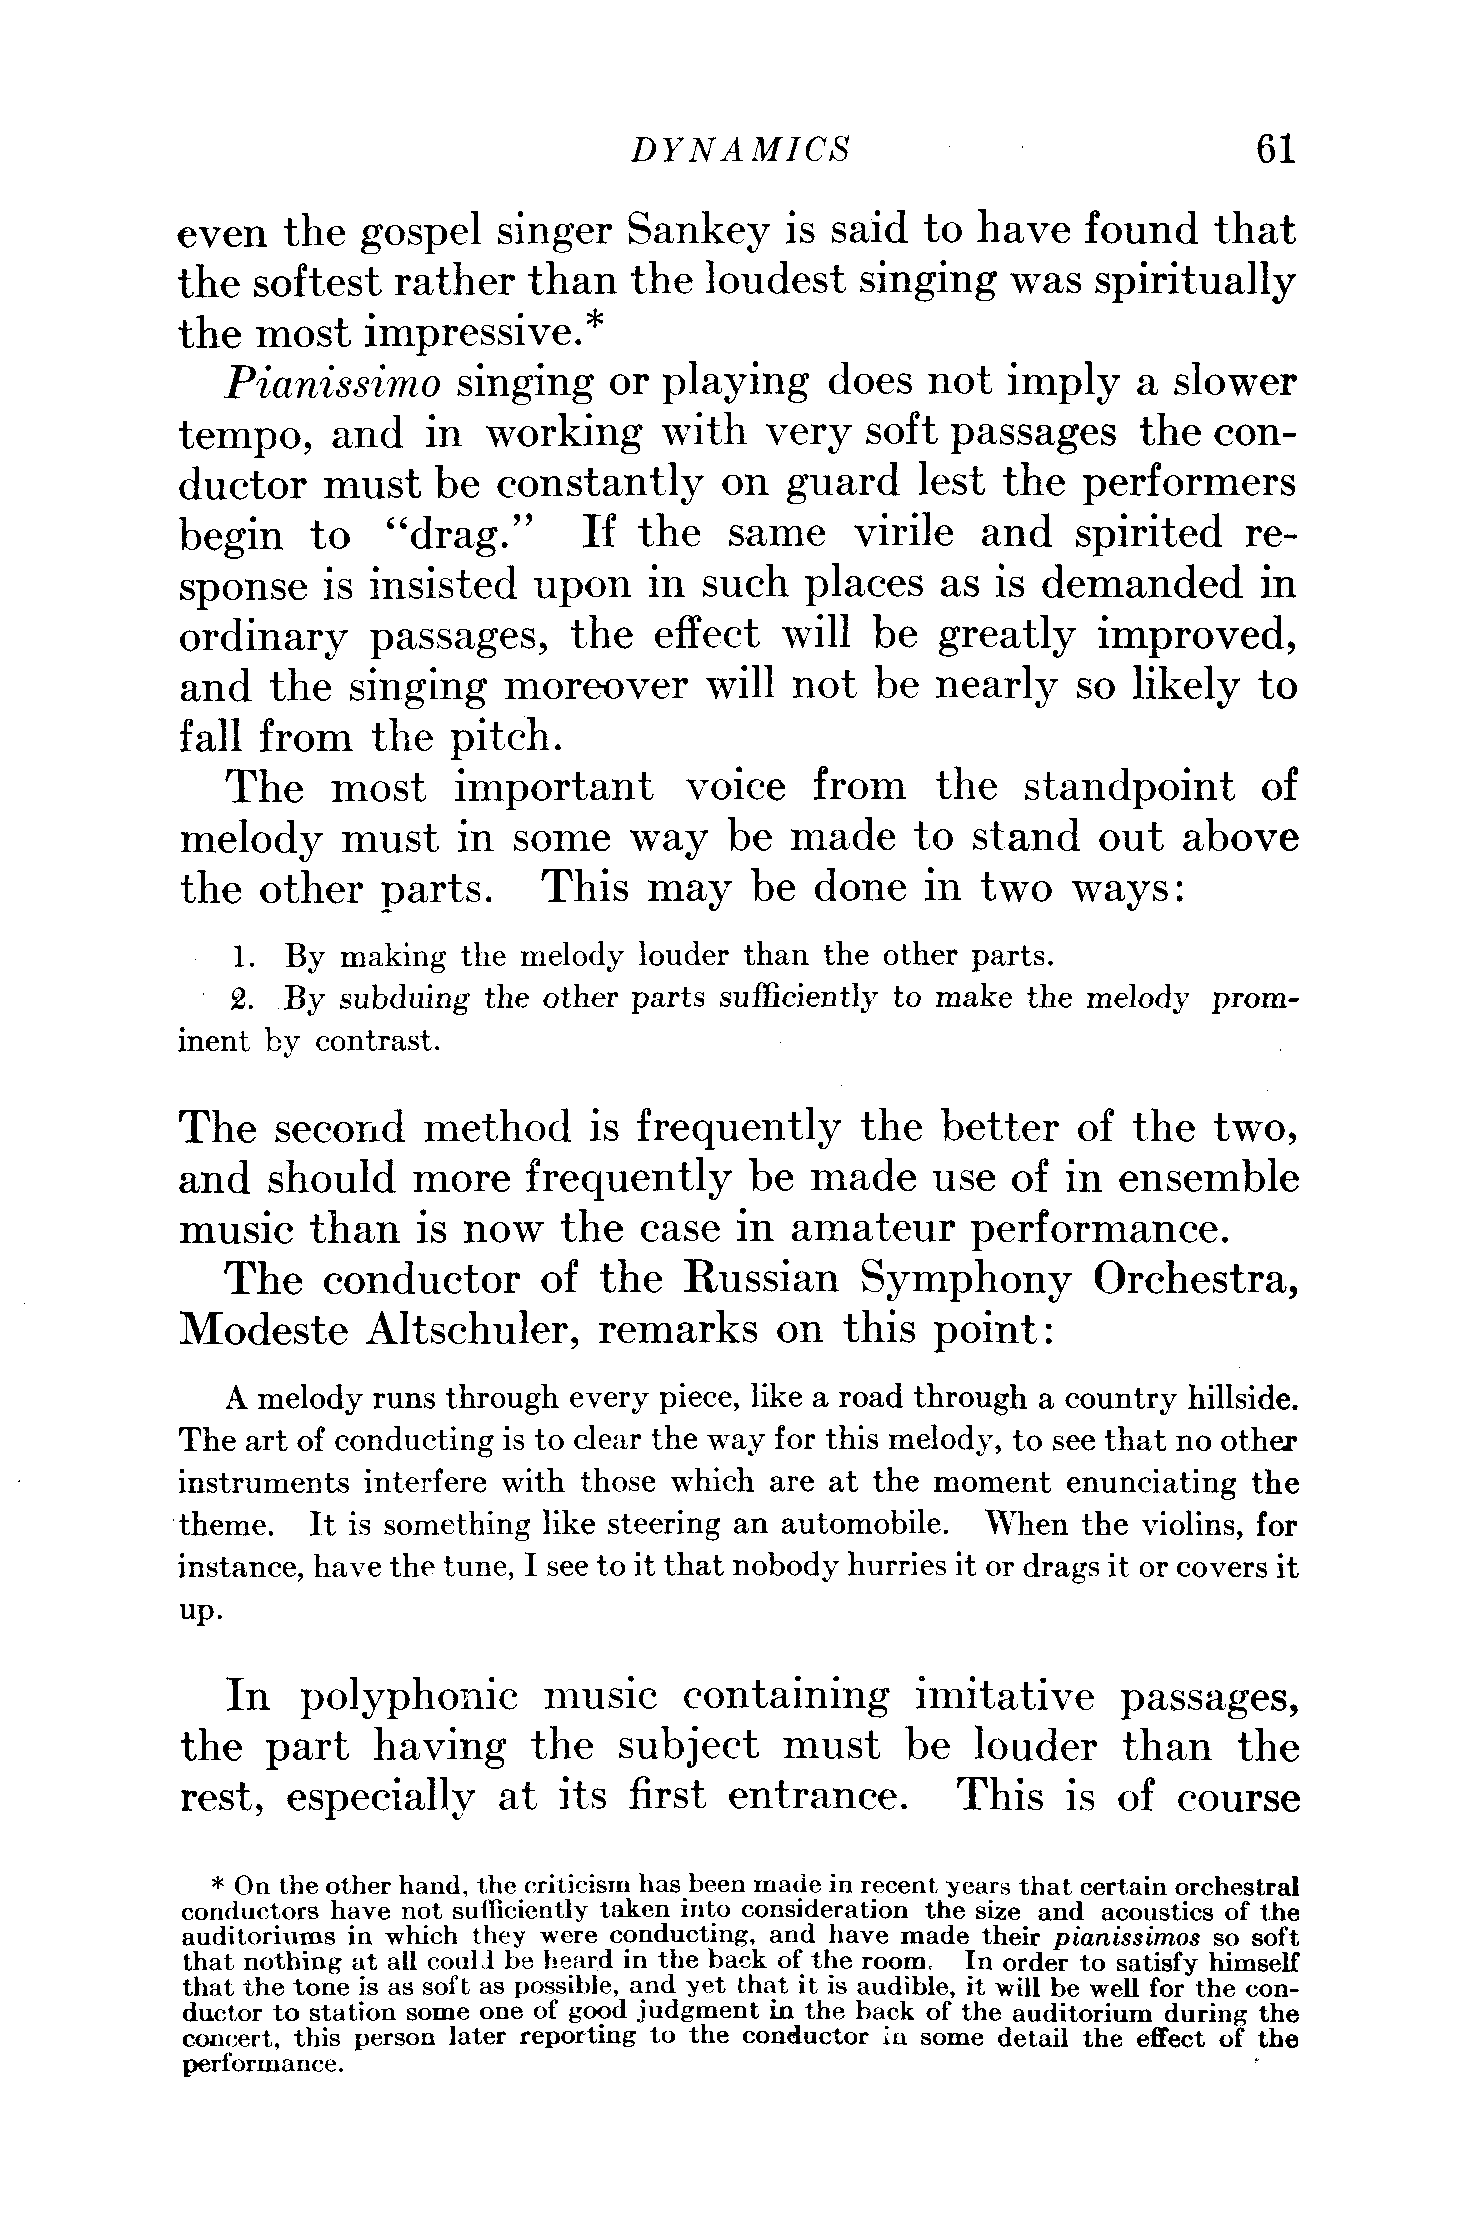 DYNAMICS 61
even the gospel singer Sankey is said to have found that
the softest rather than the loudest singing was spiritually
the most impressive.*
Pianissimo singing or playing does not imply a slower
tempo, and in working with very soft passages the con-
ductor must be constantly on guard lest the performers
begin to “drag.” If the same virile and spirited re-
sponse is insisted upon in such places as is demanded in
ordinary passages, the effect will be greatly improved,
and the singing moreover will not be nearly so likely to
fall from the pitch.
The most important voice from the standpoint of
melody must in some way be made to stand out above
the other parts. This may be done in two ways:
1. By making the melody louder than the other parts.
2. By subduing the other parts sufficiently to make the melody prom-
inent by contrast.
The second method is frequently the better of the two,
and should more frequently be made use of in ensemble
music than is now the case in amateur performance.
The conductor of the Russian Symphony Orchestra,
Modeste Altschuler, remarks on this point:
A melody runs through every piece, like a road through a country hillside.
The art of conducting is to clear the way for this melody, to see that no other
instruments interfere with those which are at the moment enunciating the
theme. It is something like steering an automobile. When the violins, for
instance, have the tune, I see to it that nobody hurries it or drags it or covers it
up.
In polyphonic music containing imitative passages,
the part having the subject must be louder than the
rest, especially at its first entrance. This is of course
* On the other hand, the criticism has been made in recent years that certain orchestral
conductors have not sufficiently taken into consideration the size and acoustics of the
auditoriums in which they were conducting, and have made their pianissimos so soft
that nothing at all could be heard in the back of the room. In order to satisfy himself
that the tone is as soft as possible, and yet that it is audible, it will be well for the con-
ductor to station some one of good judgment in the back of the auditorium during the
concert, this person later reporting to the conductor in some detail the effect of the
performance.